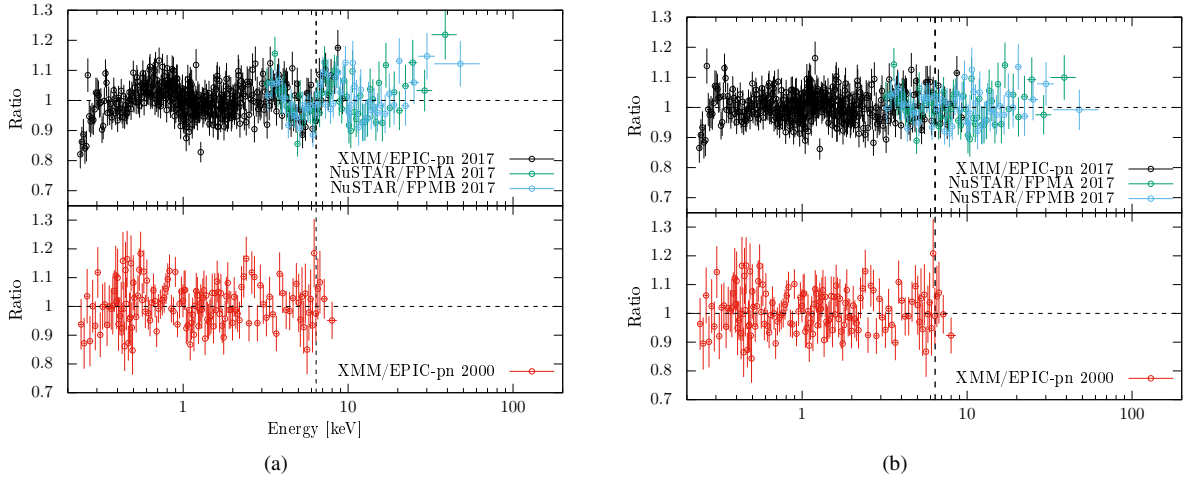 1.3
1.2
1.1
1
0.9
0.8
0.7
Ratio
XMM/EPIC-pn 2017
NuSTAR/FPMA 2017
NuSTAR/FPMB 2017
1.3
1.2
1.1
1
0.9
0.8
0.7
Ratio
XMM/EPIC-pn 2000
1 10 100
Energy [keV]
(a)
1.3
1.2
1.1
1
0.9
0.8
0.7
Ratio
XMM/EPIC-pn 2017
NuSTAR/FPMA 2017
NuSTAR/FPMB 2017
1.3
1.2
1.1
1
0.9
0.8
0.7
Ratio
XMM/EPIC-pn 2000
1 10 100
(b)